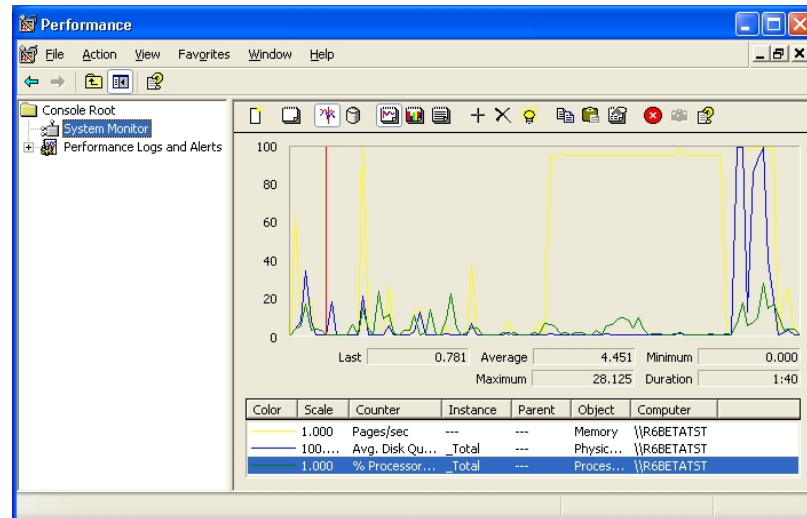 Performance
File Action View Favorites Window Help
Console Root
System Monitor
Performance Logs and Alerts
100
80
60
40
20
0
Last 0.781 Average 4.451 Minimum 0.000
Maximum 28.125 Duration 1:40
Color Scale Counter Instance Parent Object Computer
1.000 Pages/sec --- --- Memory \\R6BETATST
100.... Avg. Disk Qu... _Total --- Physic... \\R6BETATST
1.000 % Processor... _Total --- Proces... \\R6BETATST